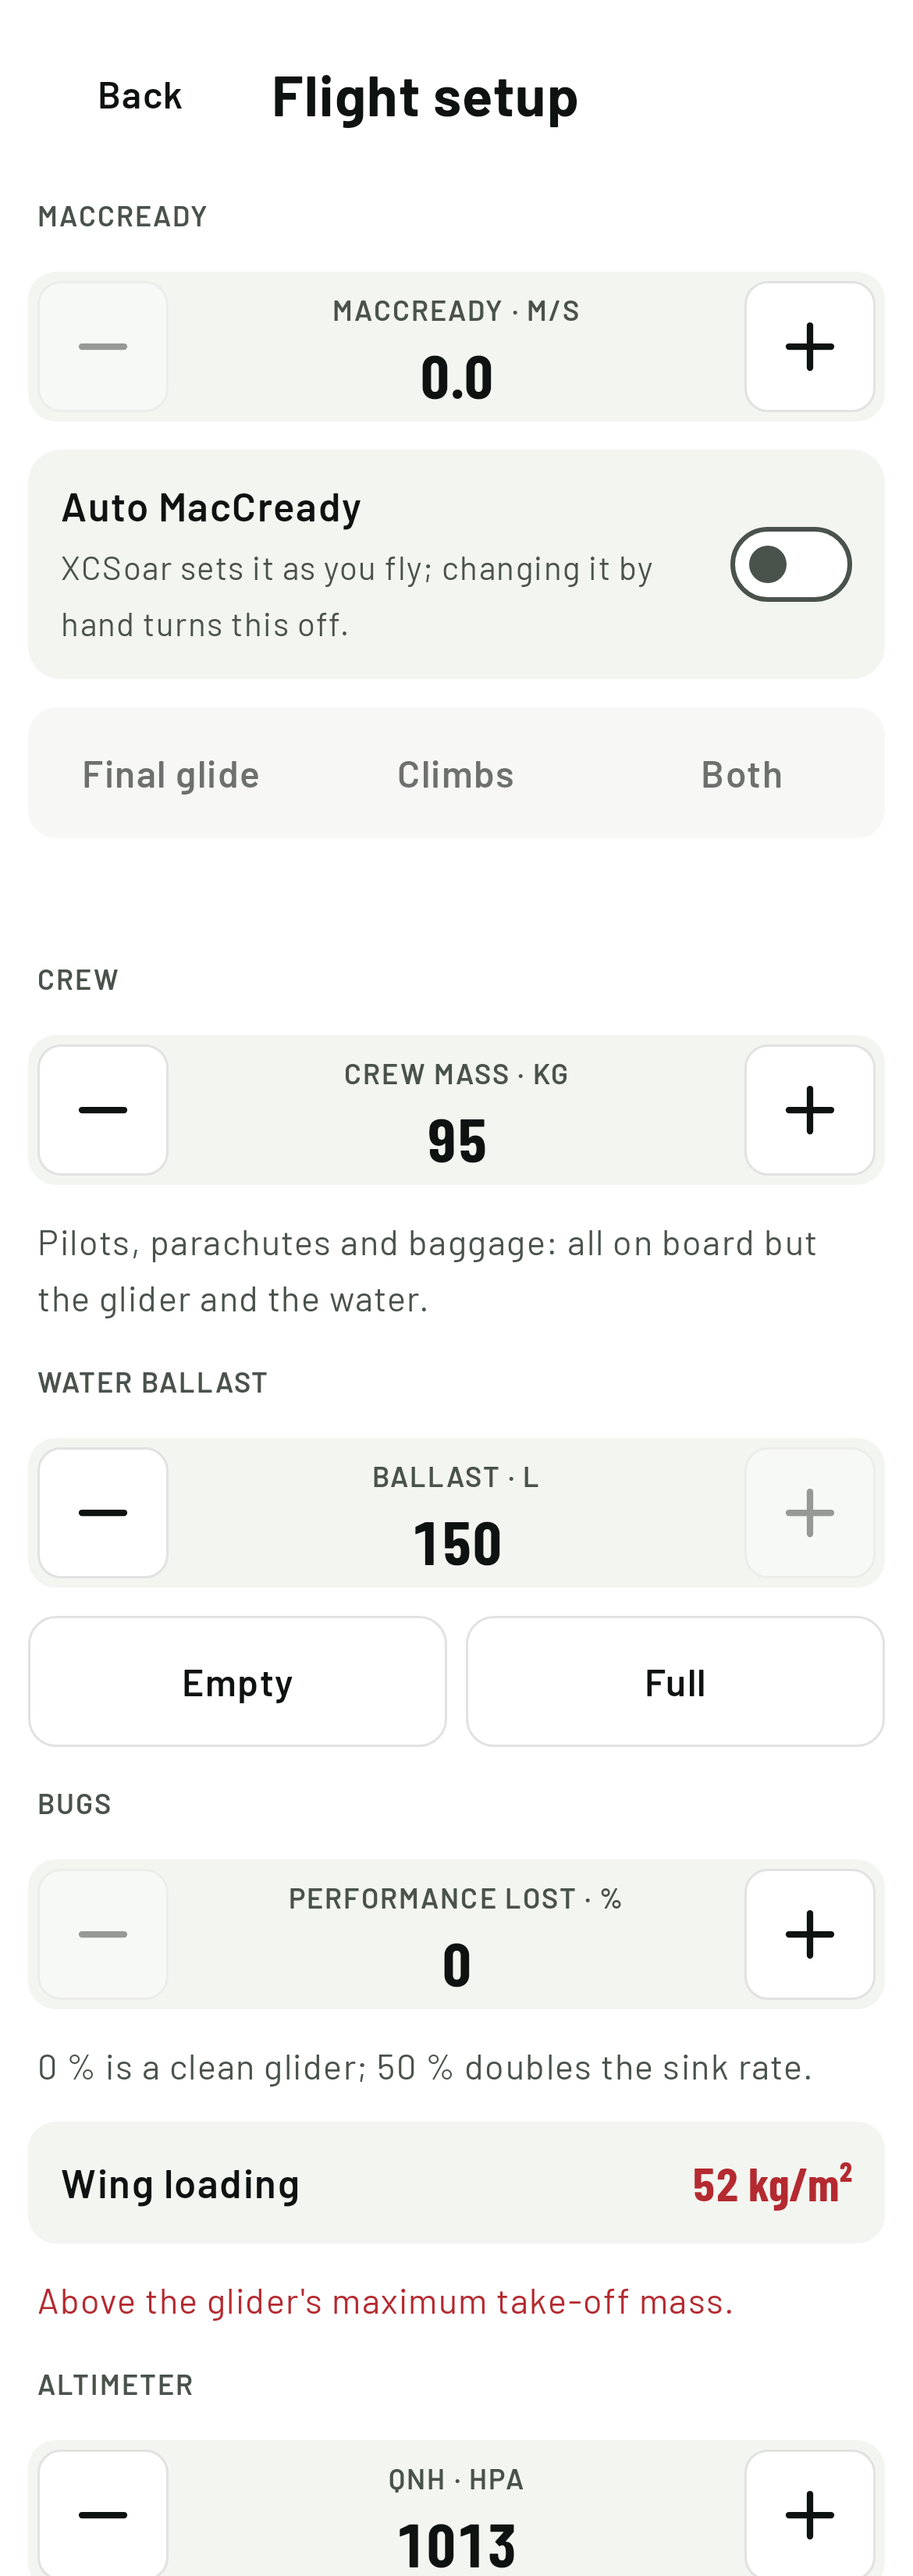 Back
Flight setup
MACCREADY
MACCREADY · M/S
0.0
Auto MacCready
XCSoar sets it as you fly; changing it by
hand turns this off.
Final glide
Climbs
Both
CREW
CREW MASS · KG
95
Pilots, parachutes and baggage: all on board but
the glider and the water.
WATER BALLAST
BALLAST · L
150
Empty
Full
BUGS
PERFORMANCE LOST · %
0
0 % is a clean glider; 50 % doubles the sink rate.
Wing loading
52 kg/m²
Above the glider's maximum take-off mass.
ALTIMETER
QNH · HPA
1013